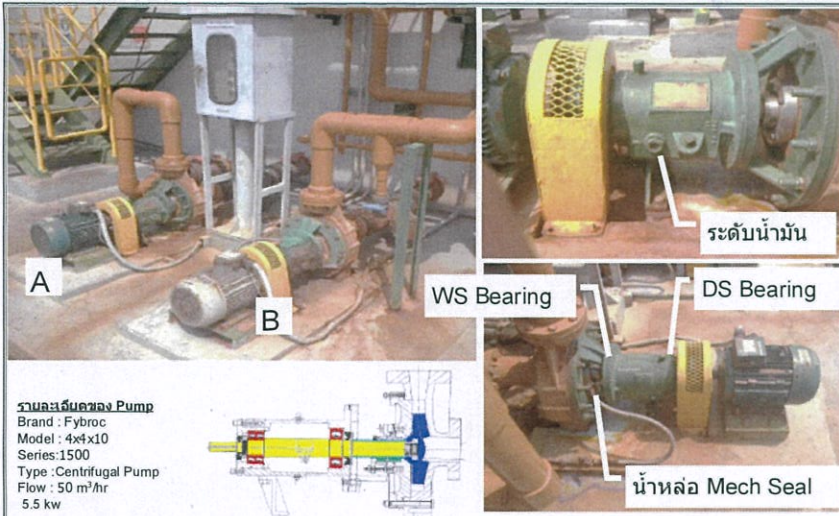 A
B
ระดับน้ำมัน
WS Bearing
DS Bearing
น้ำหล่อ Mech Seal
รายละเอียดของ Pump
Brand : Fybroc
Model : 4x4x10
Series:1500
Type :Centrifugal Pump
Flow : 50 m³/hr
5.5 kw